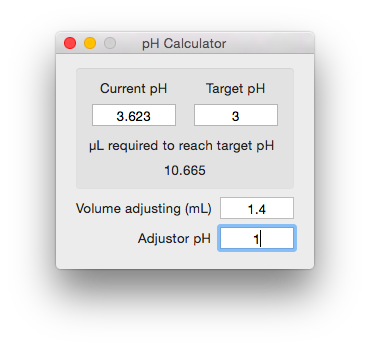 pH Calculator
Current pH Target pH
3.623 3
µL required to reach target pH
10.665
Volume adjusting (mL) 1.4
Adjustor pH 1